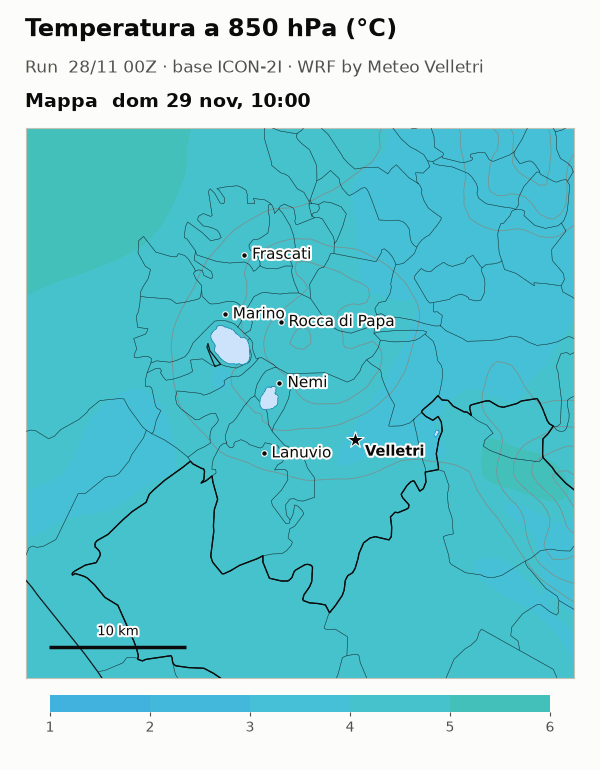 Temperatura a 850 hPa (°C)
Run  28/11 00Z · base ICON-2I · WRF by Meteo Velletri
Mappa  dom 29 nov, 10:00
Frascati
Marino
Rocca di Papa
Nemi
Velletri
Lanuvio
10 km
1 2 3 4 5 6